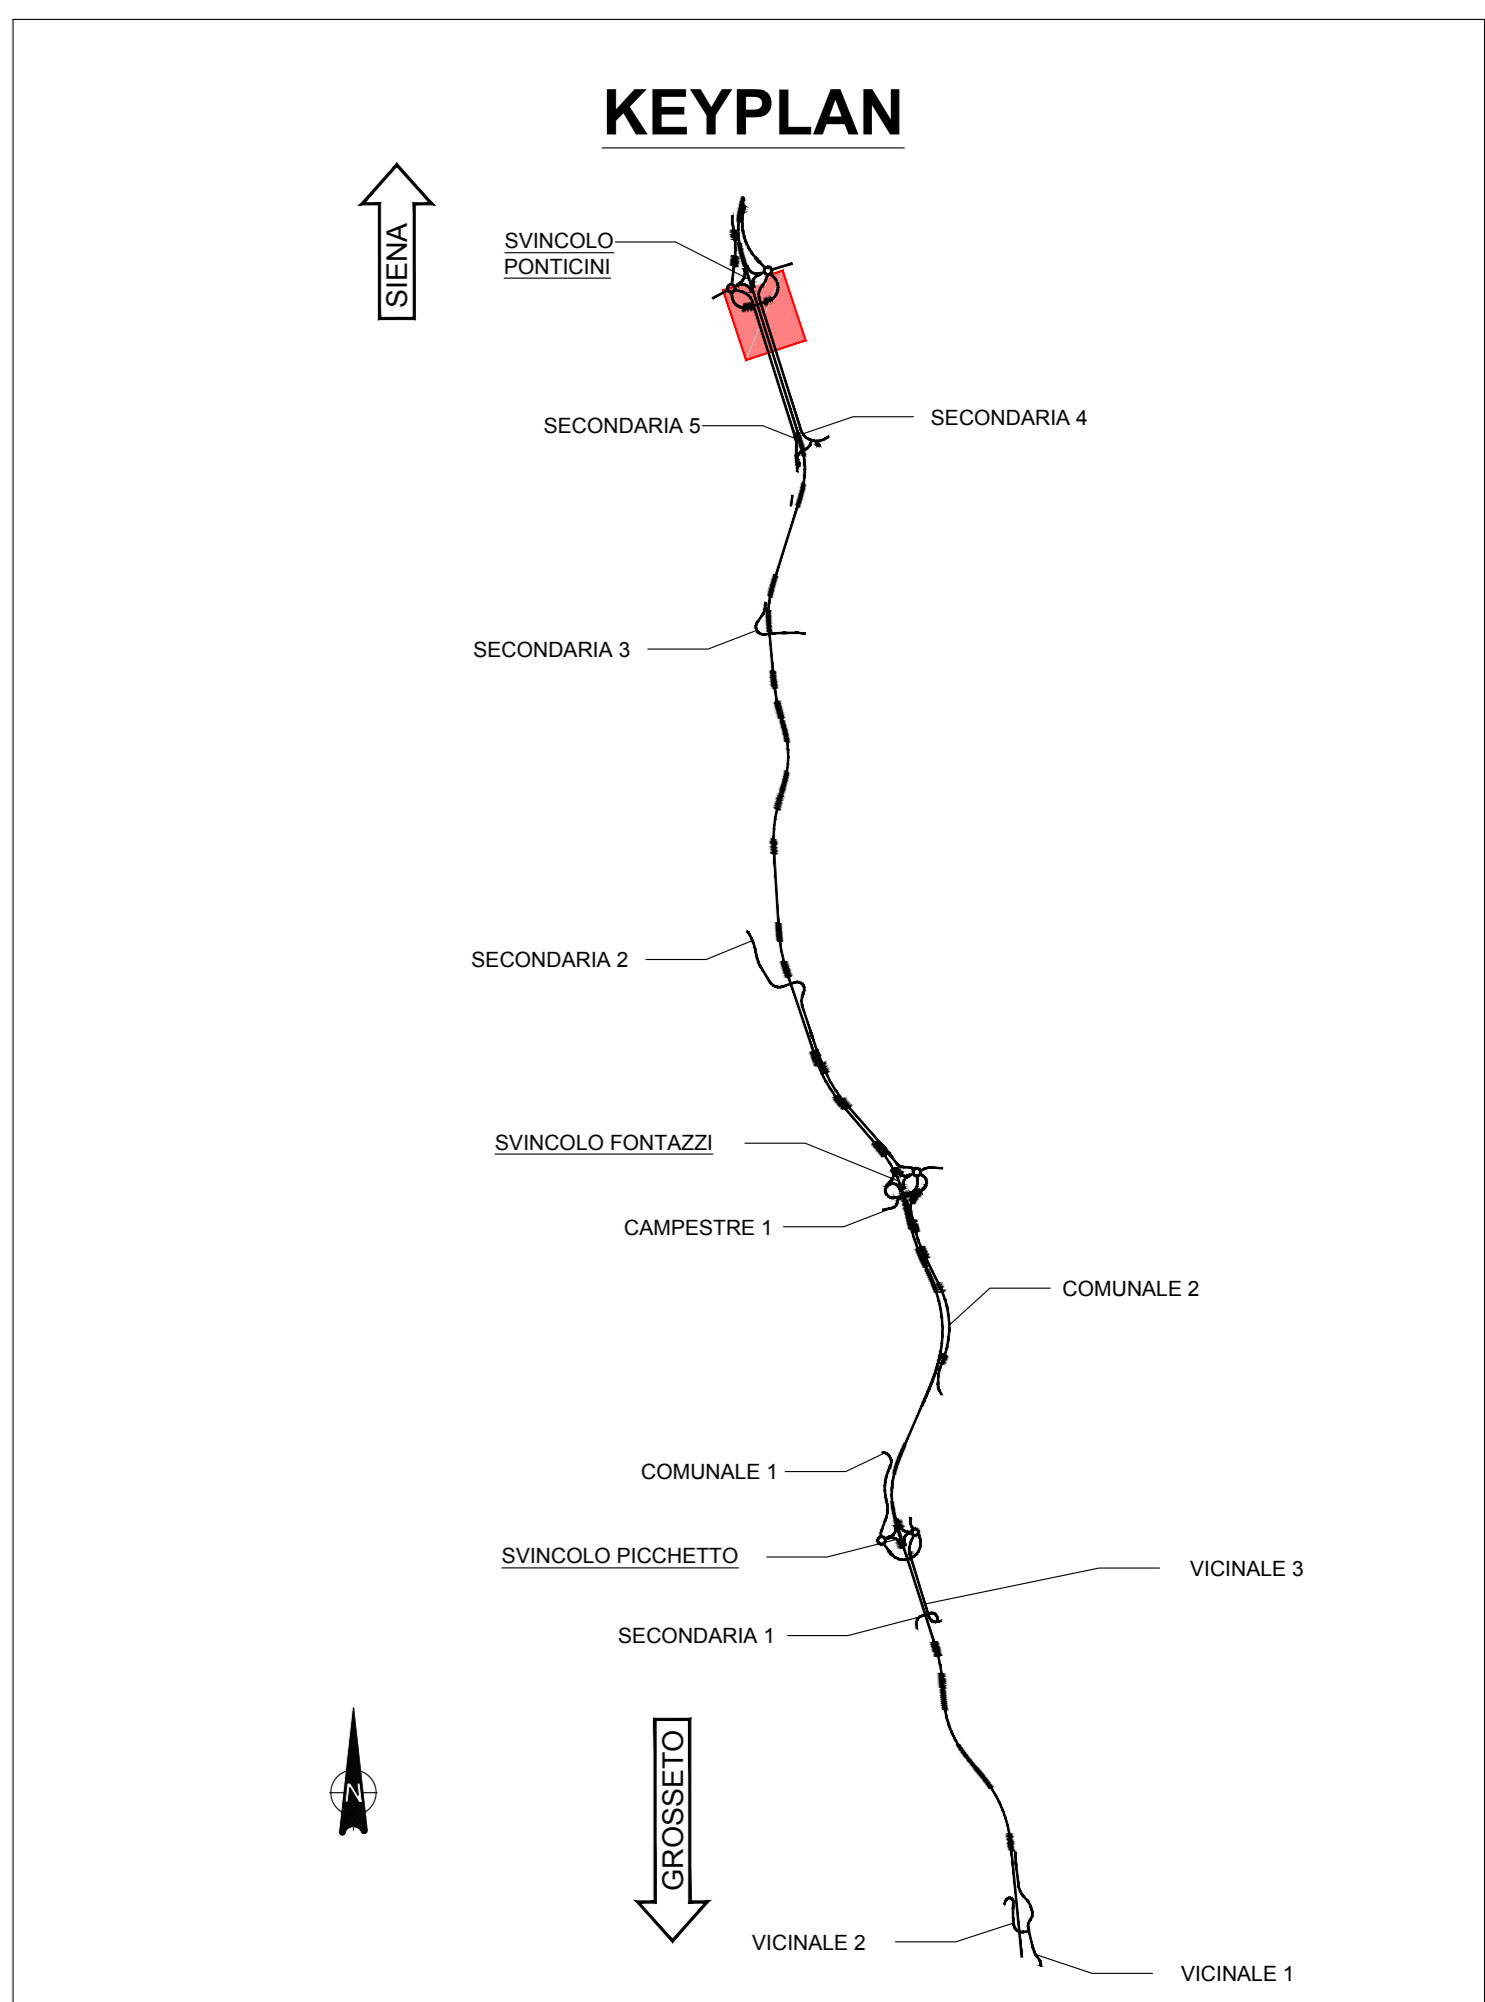 KEYPLAN
SIENA
SVINCOLO
PONTICINI
SECONDARIA 5
SECONDARIA 4
SECONDARIA 3
SECONDARIA 2
SVINCOLO FONTAZZI
CAMPESTRE 1
COMUNALE 2
COMUNALE 1
SVINCOLO PICCHETTO
VICINALE 3
SECONDARIA 1
N
GROSSETO
VICINALE 2
VICINALE 1